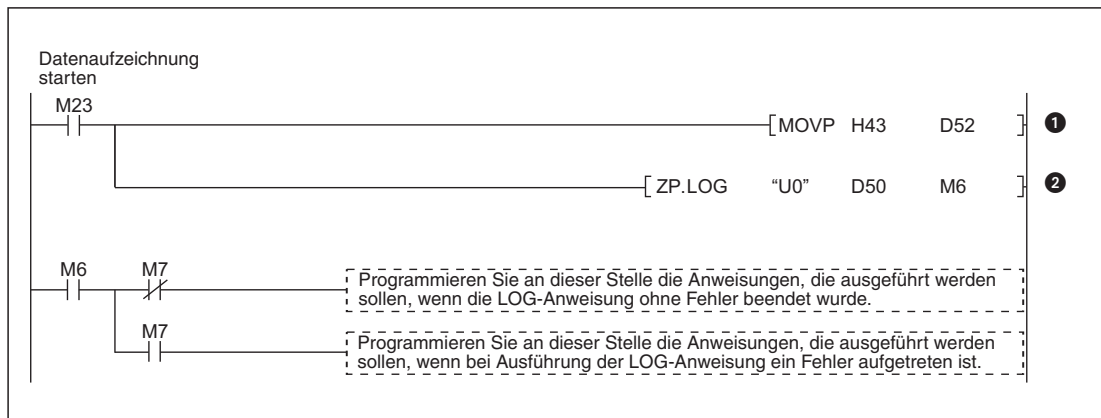 Datenaufzeichnung
starten
M23
MOVP H43 D52 ❶
ZP.LOG “U0” D50 M6 ❷
M6 M7
Programmieren Sie an dieser Stelle die Anweisungen, die ausgeführt werden
sollen, wenn die LOG-Anweisung ohne Fehler beendet wurde.
M7
Programmieren Sie an dieser Stelle die Anweisungen, die ausgeführt werden
sollen, wenn bei Ausführung der LOG-Anweisung ein Fehler aufgetreten ist.